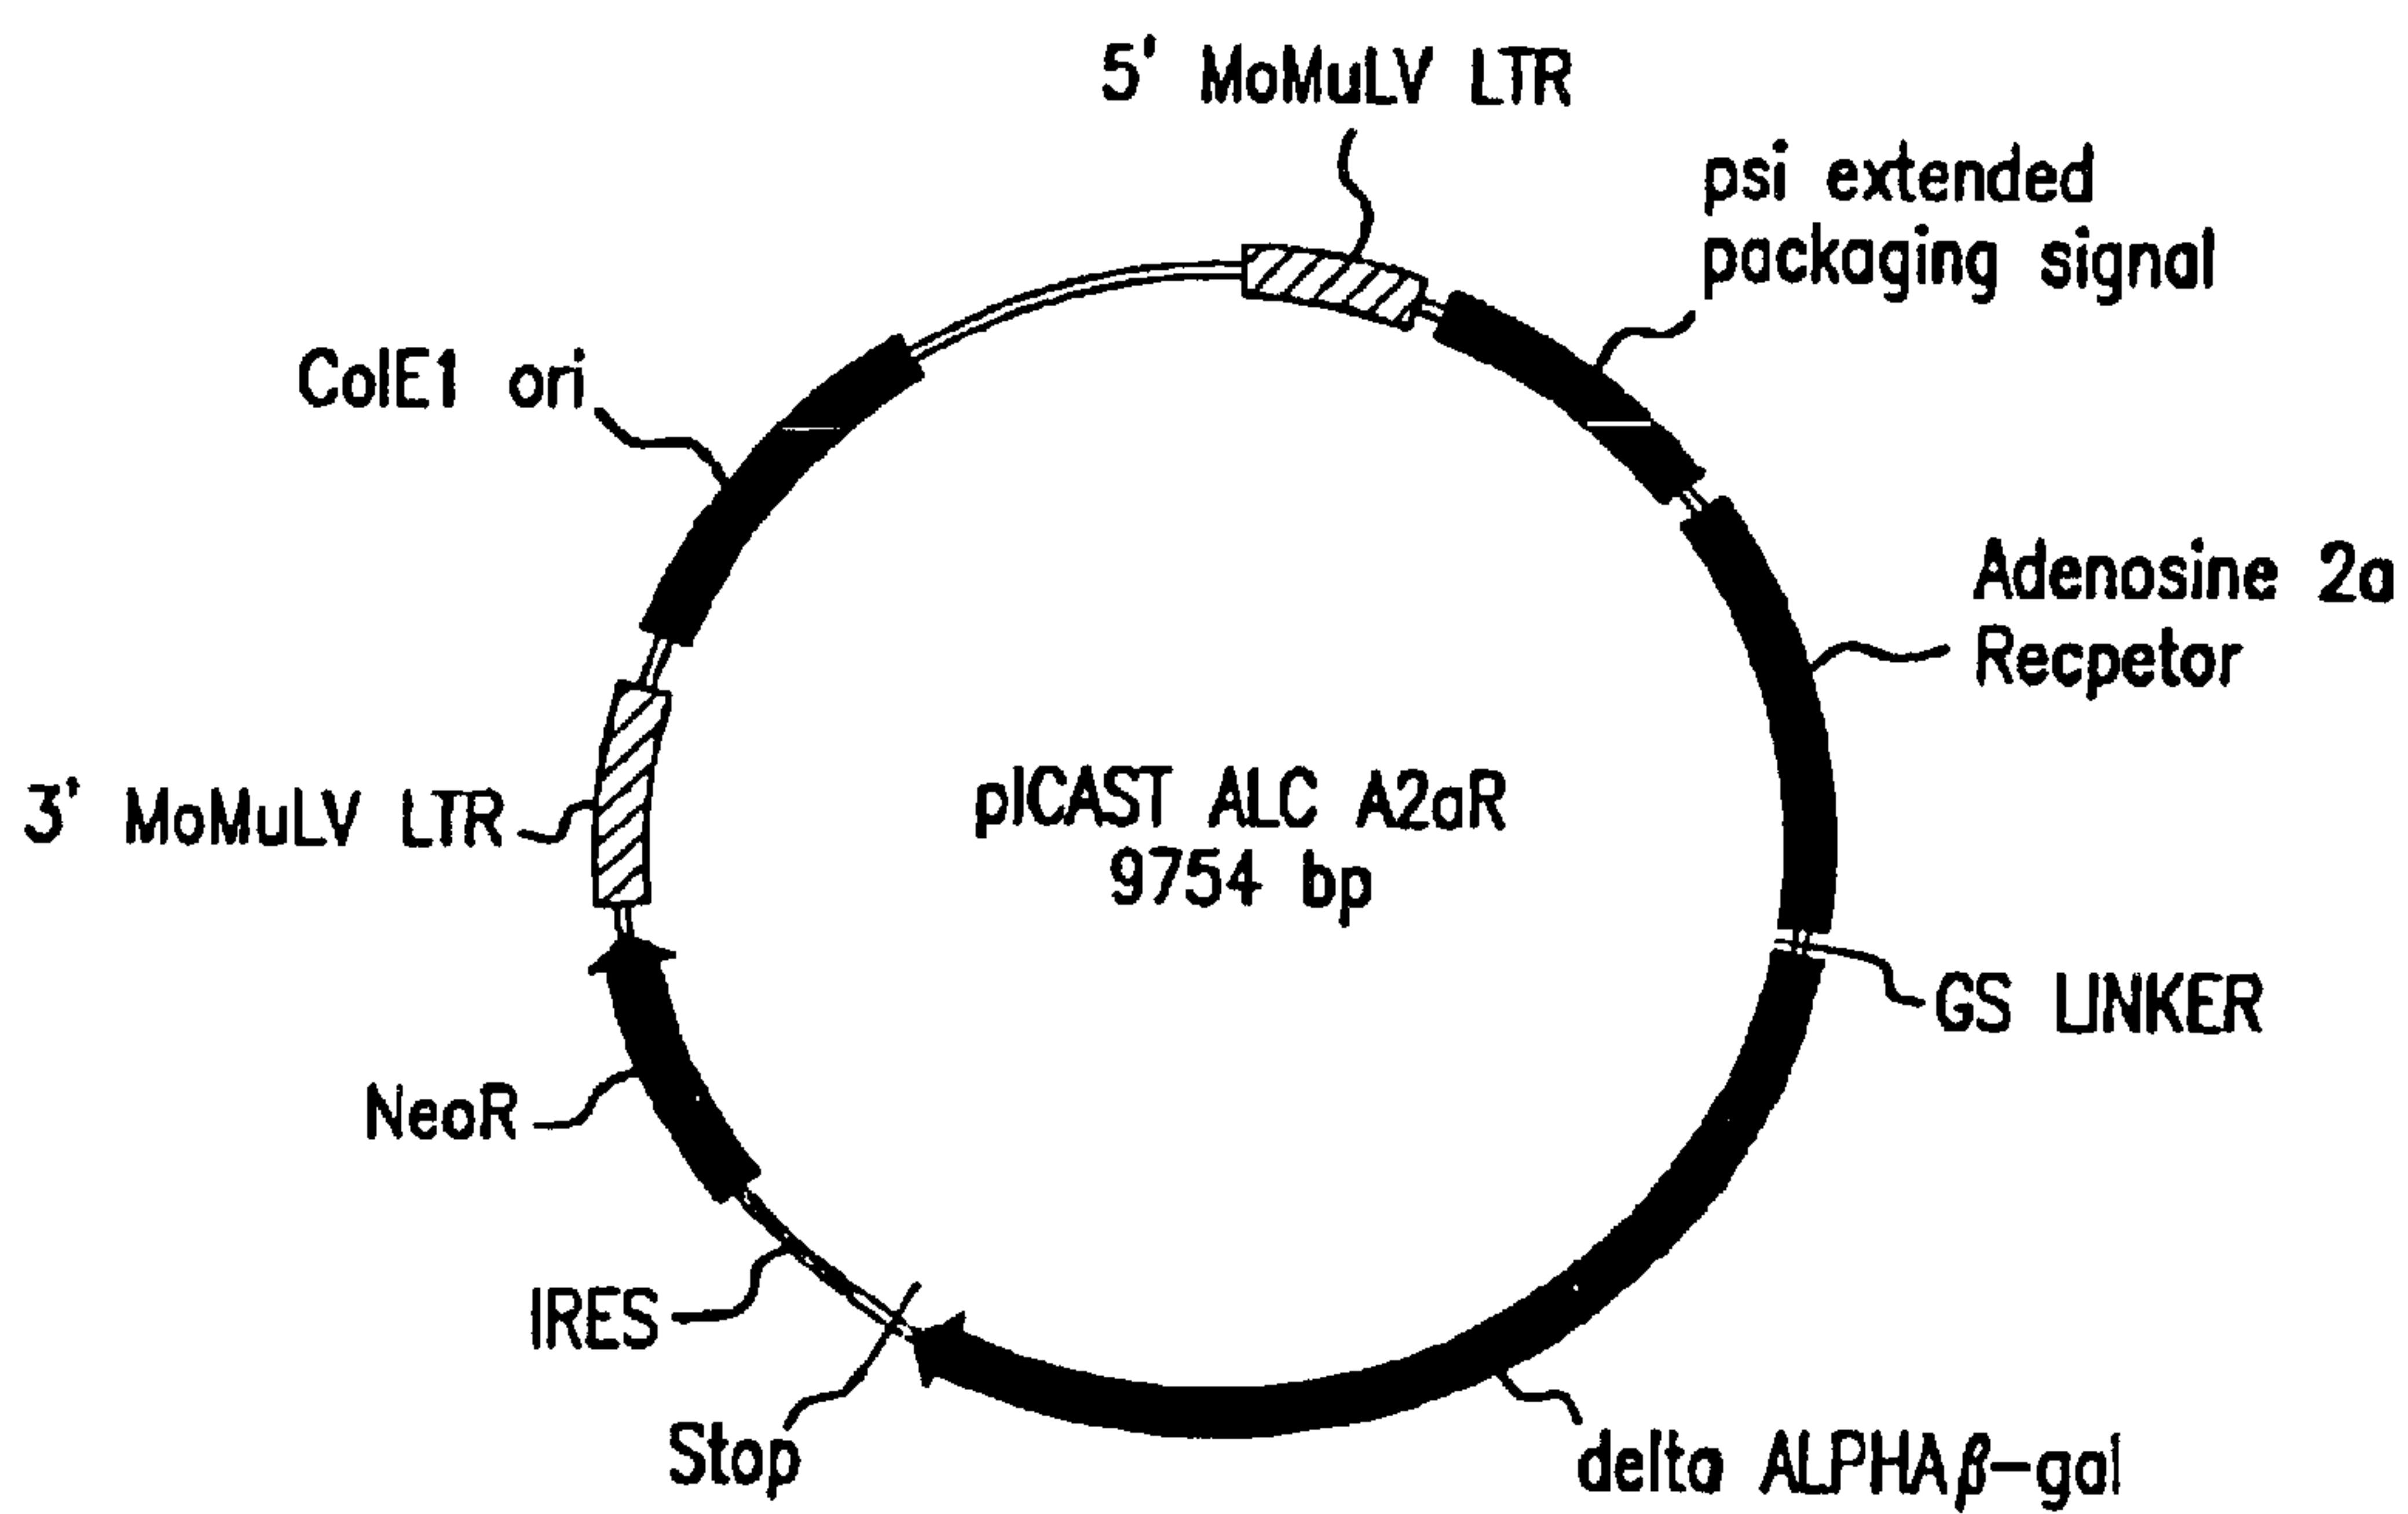 5' MoMuLV LTR
psi extended
packaging signal
ColE1 ori
Adenosine 2a
Recpetor
3' MoMuLV LTR
pICAST ALC A2aR
9754 bp
GS LINKER
NeoR
IRES
Stop
delta ALPHAβ-gal